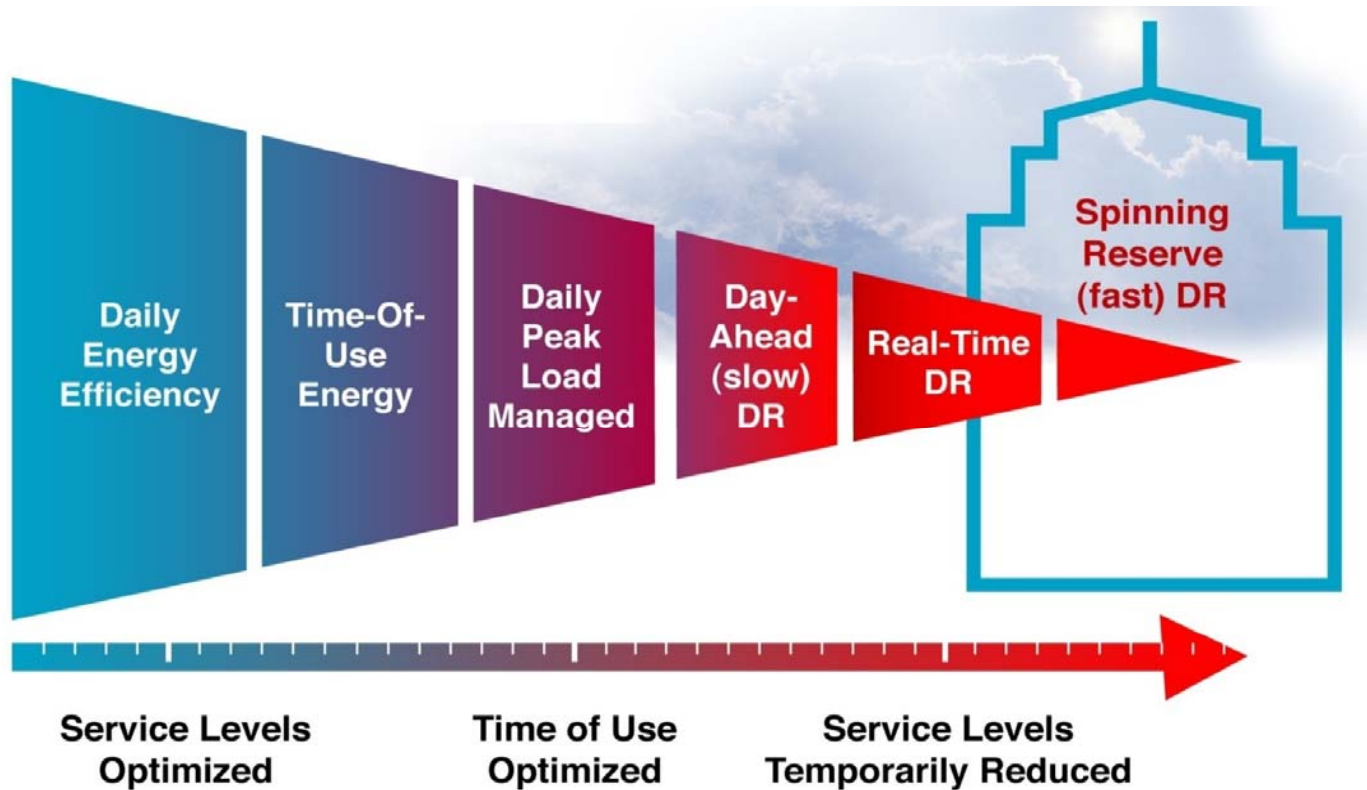 Daily
Energy
Efficiency
Time-Of-
Use
Energy
Daily
Peak
Load
Managed
Day-
Ahead
(slow)
DR
Real-Time
DR
Spinning
Reserve
(fast) DR
Service Levels
Optimized
Time of Use
Optimized
Service Levels
Temporarily Reduced